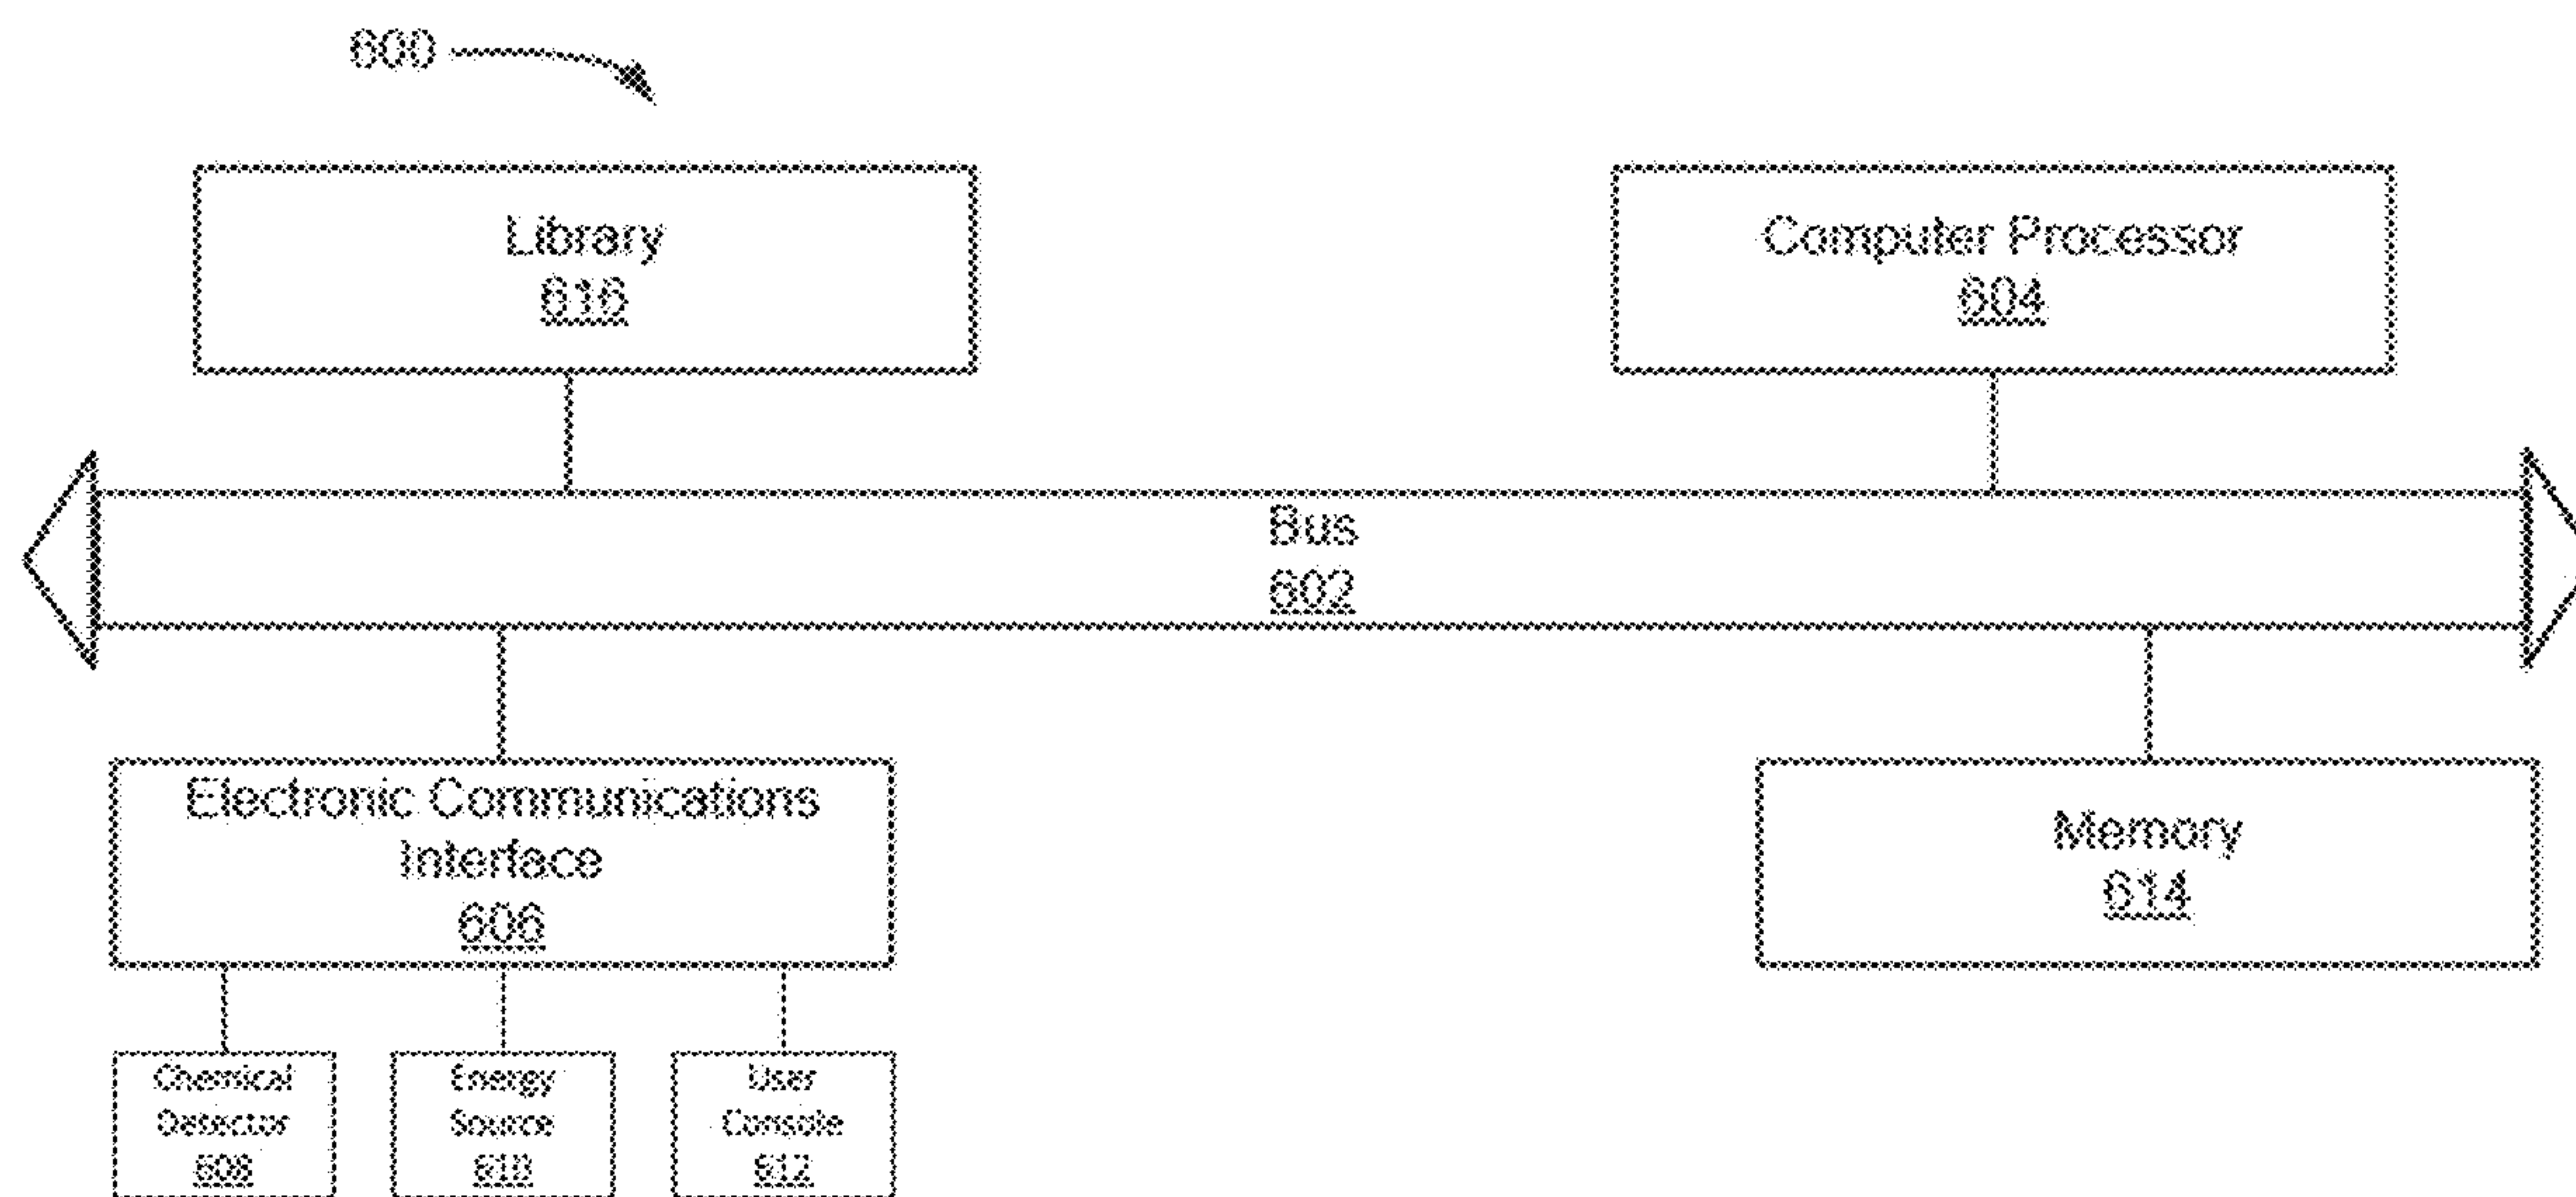 600
Library
616
Computer Processor
604
Bus
602
Electronic Communications
Interface
606
Memory
614
Chemical
Detector
608
Energy
Source
610
User
Console
612